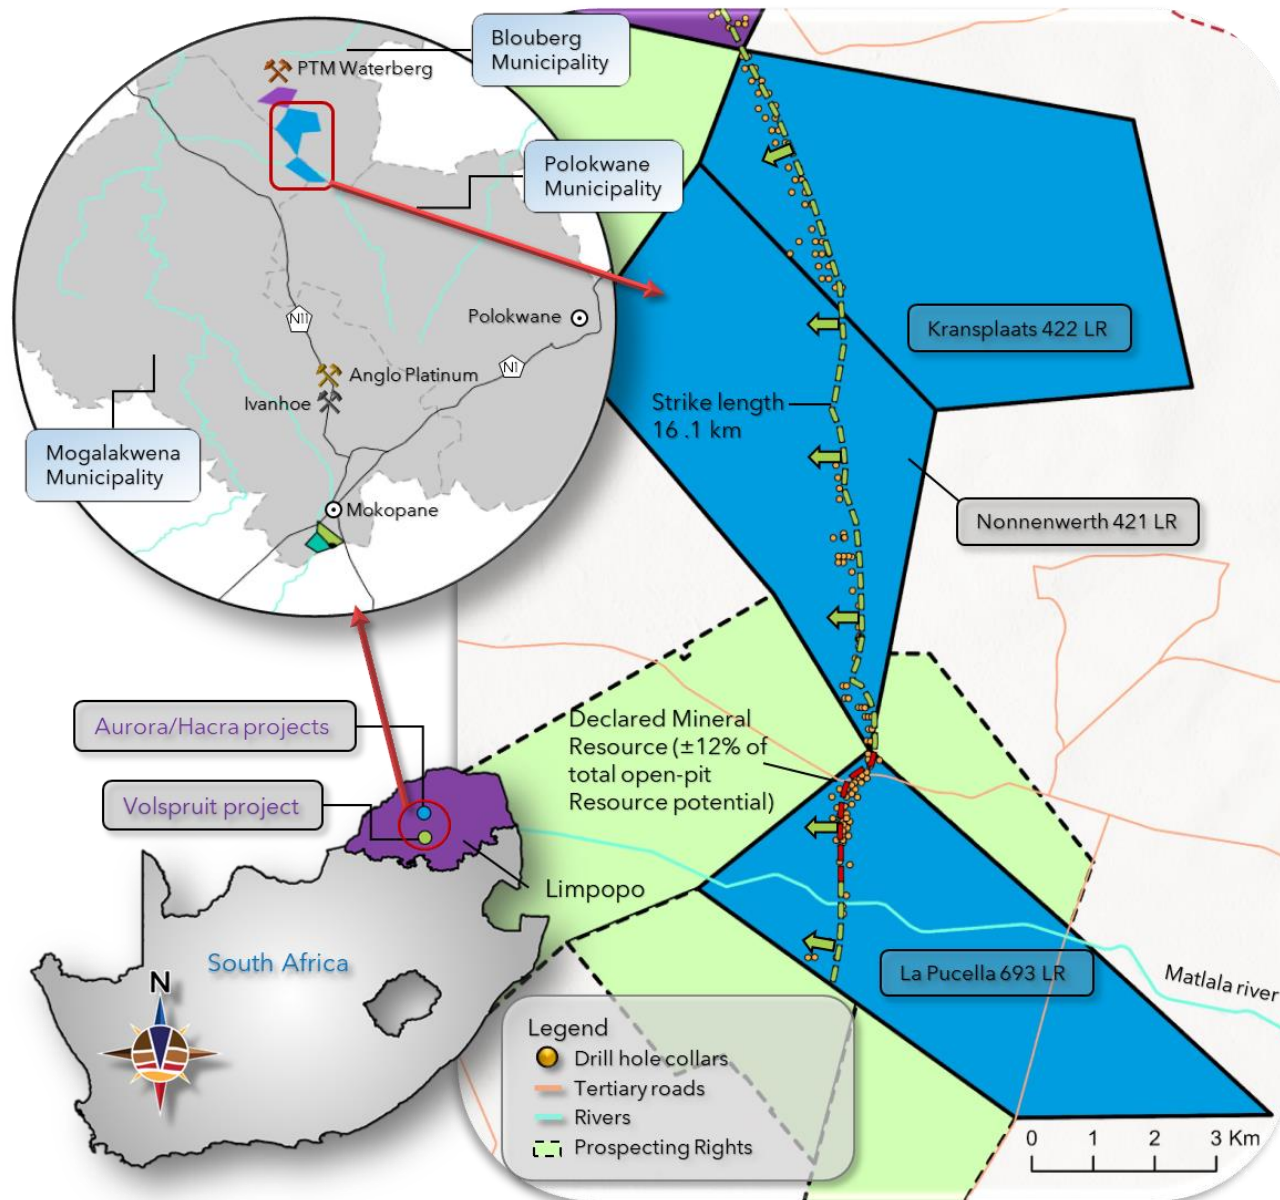 Blouberg
Municipality
PTM Waterberg
Polokwane
Municipality
N11
Polokwane
N1
Anglo Platinum
Ivanhoe
Mogalakwena
Municipality
Mokopane
Kransplaats 422 LR
Strike length
16 .1 km
Nonnenwerth 421 LR
Declared Mineral
Resource (±12% of
total open-pit
Resource potential)
Aurora/Hacra projects
Volspruit project
Limpopo
South Africa
N
La Pucella 693 LR
Matlala river
Legend
Drill hole collars
Tertiary roads
Rivers
Prospecting Rights
0 1 2 3 Km